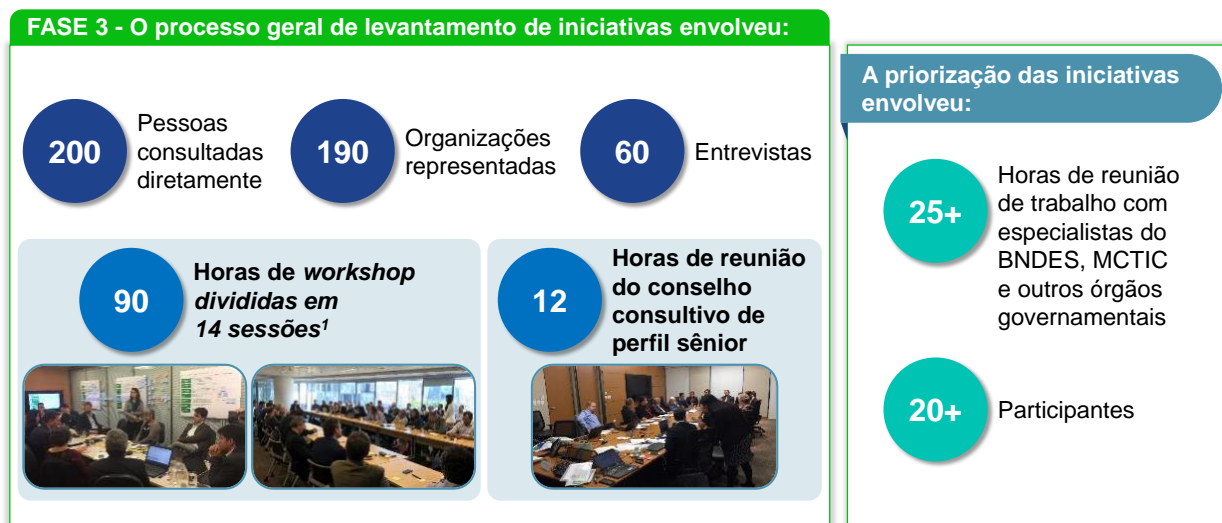 FASE 3 - O processo geral de levantamento de iniciativas envolveu:
200
Pessoas
consultadas
diretamente
190
Organizações
representadas
60
Entrevistas
90
Horas de workshop
divididas em
14 sessões¹
12
Horas de reunião
do conselho
consultivo de
perfil sênior
A priorização das iniciativas
envolveu:
25+
Horas de reunião
de trabalho com
especialistas do
BNDES, MCTIC
e outros órgãos
governamentais
20+
Participantes